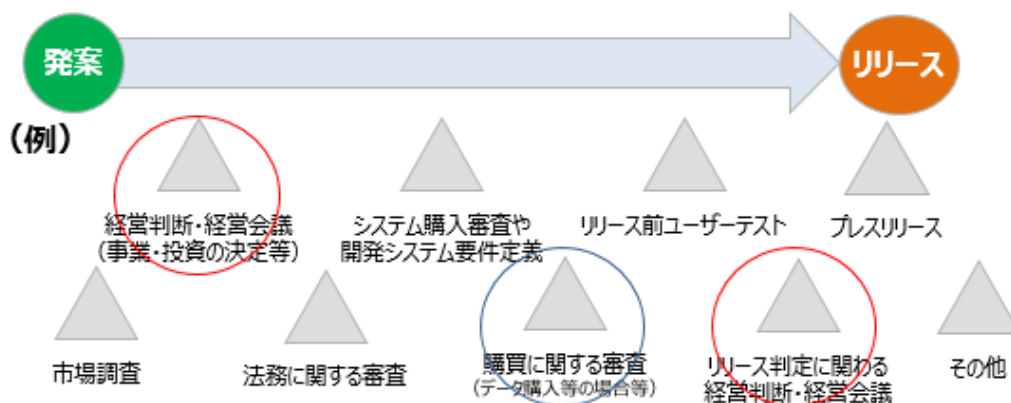 発案
リリース
（例）
経営判断・経営会議
（事業・投資の決定等）
システム購入審査や
開発システム要件定義
リリース前ユーザーテスト
プレスリリース
市場調査
法務に関する審査
購買に関する審査
（データ購入等の場合等）
リリース判定に関わる
経営判断・経営会議
その他